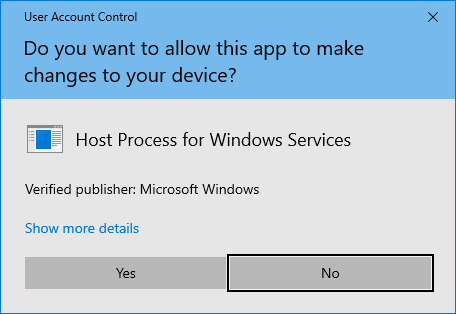 User Account Control
Do you want to allow this app to make
changes to your device?
Host Process for Windows Services
Verified publisher: Microsoft Windows
Show more details
Yes
No